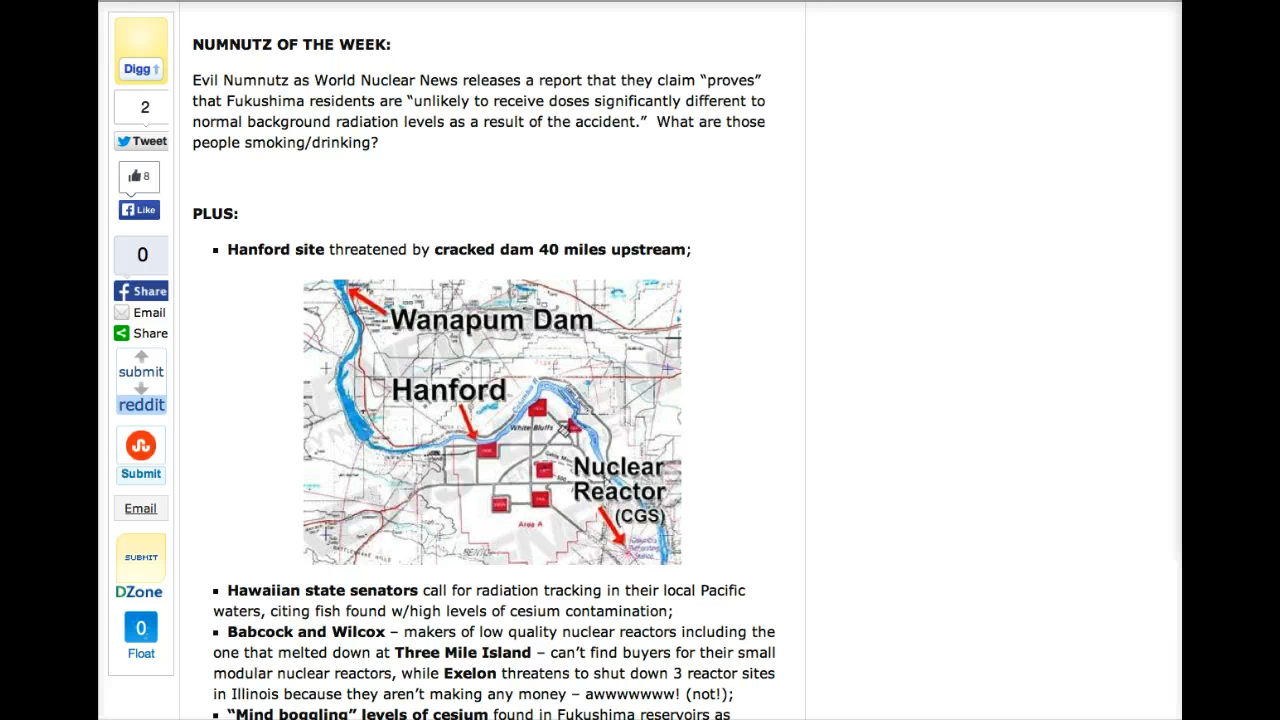 NUMNUTZ OF THE WEEK:
Evil Numnutz as World Nuclear News releases a report that they claim “proves”
that Fukushima residents are “unlikely to receive doses significantly different to
normal background radiation levels as a result of the accident.”  What are those
people smoking/drinking?
PLUS:
▪ Hanford site threatened by cracked dam 40 miles upstream;
Wanapum Dam
Hanford
White Bluffs
Nuclear
Reactor
(CGS)
Area A
▪ Hawaiian state senators call for radiation tracking in their local Pacific
waters, citing fish found w/high levels of cesium contamination;
▪ Babcock and Wilcox – makers of low quality nuclear reactors including the
one that melted down at Three Mile Island – can’t find buyers for their small
modular nuclear reactors, while Exelon threatens to shut down 3 reactor sites
in Illinois because they aren’t making any money – awwwwwww! (not!);
▪ “Mind boggling” levels of cesium found in Fukushima reservoirs as
Digg
2
Tweet
8
Like
0
Share
Email
Share
submit
reddit
Submit
Email
SUBMIT
DZone
0
Float